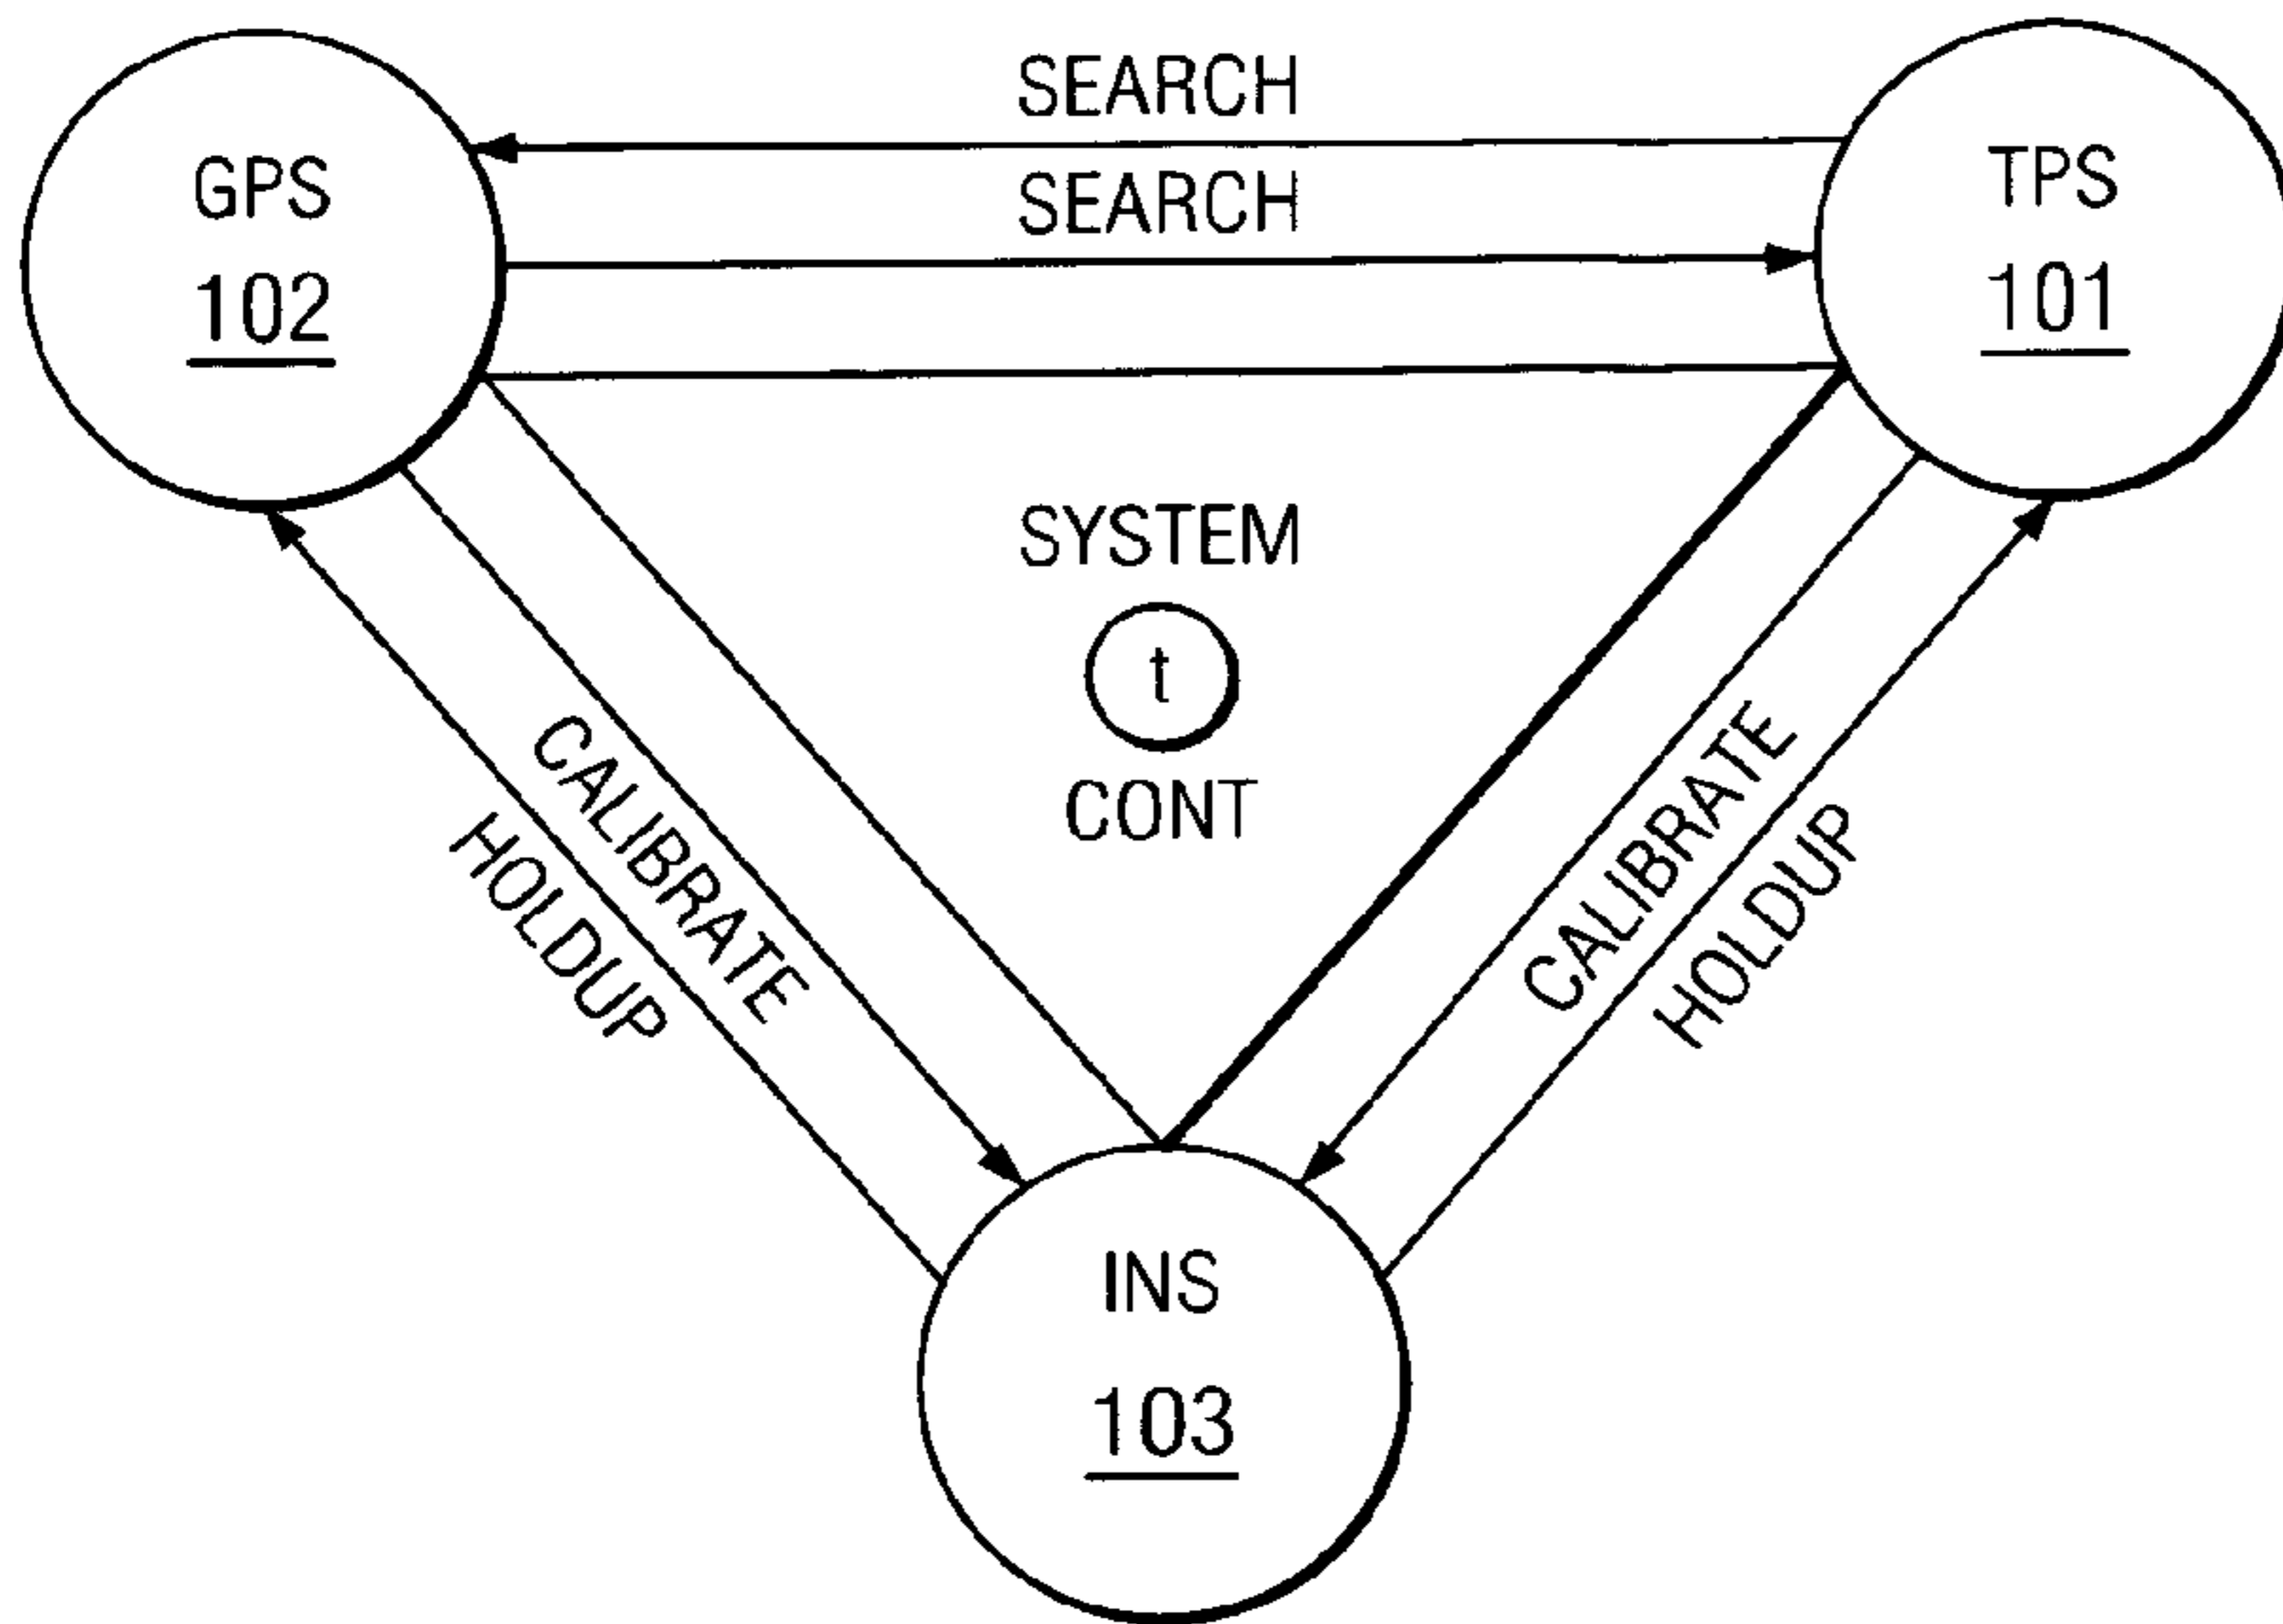 SEARCH
SEARCH
GPS
102
TPS
101
SYSTEM
t
CONT
CALIBRATE
HOLDUP
CALIBRATE
HOLDUP
INS
103